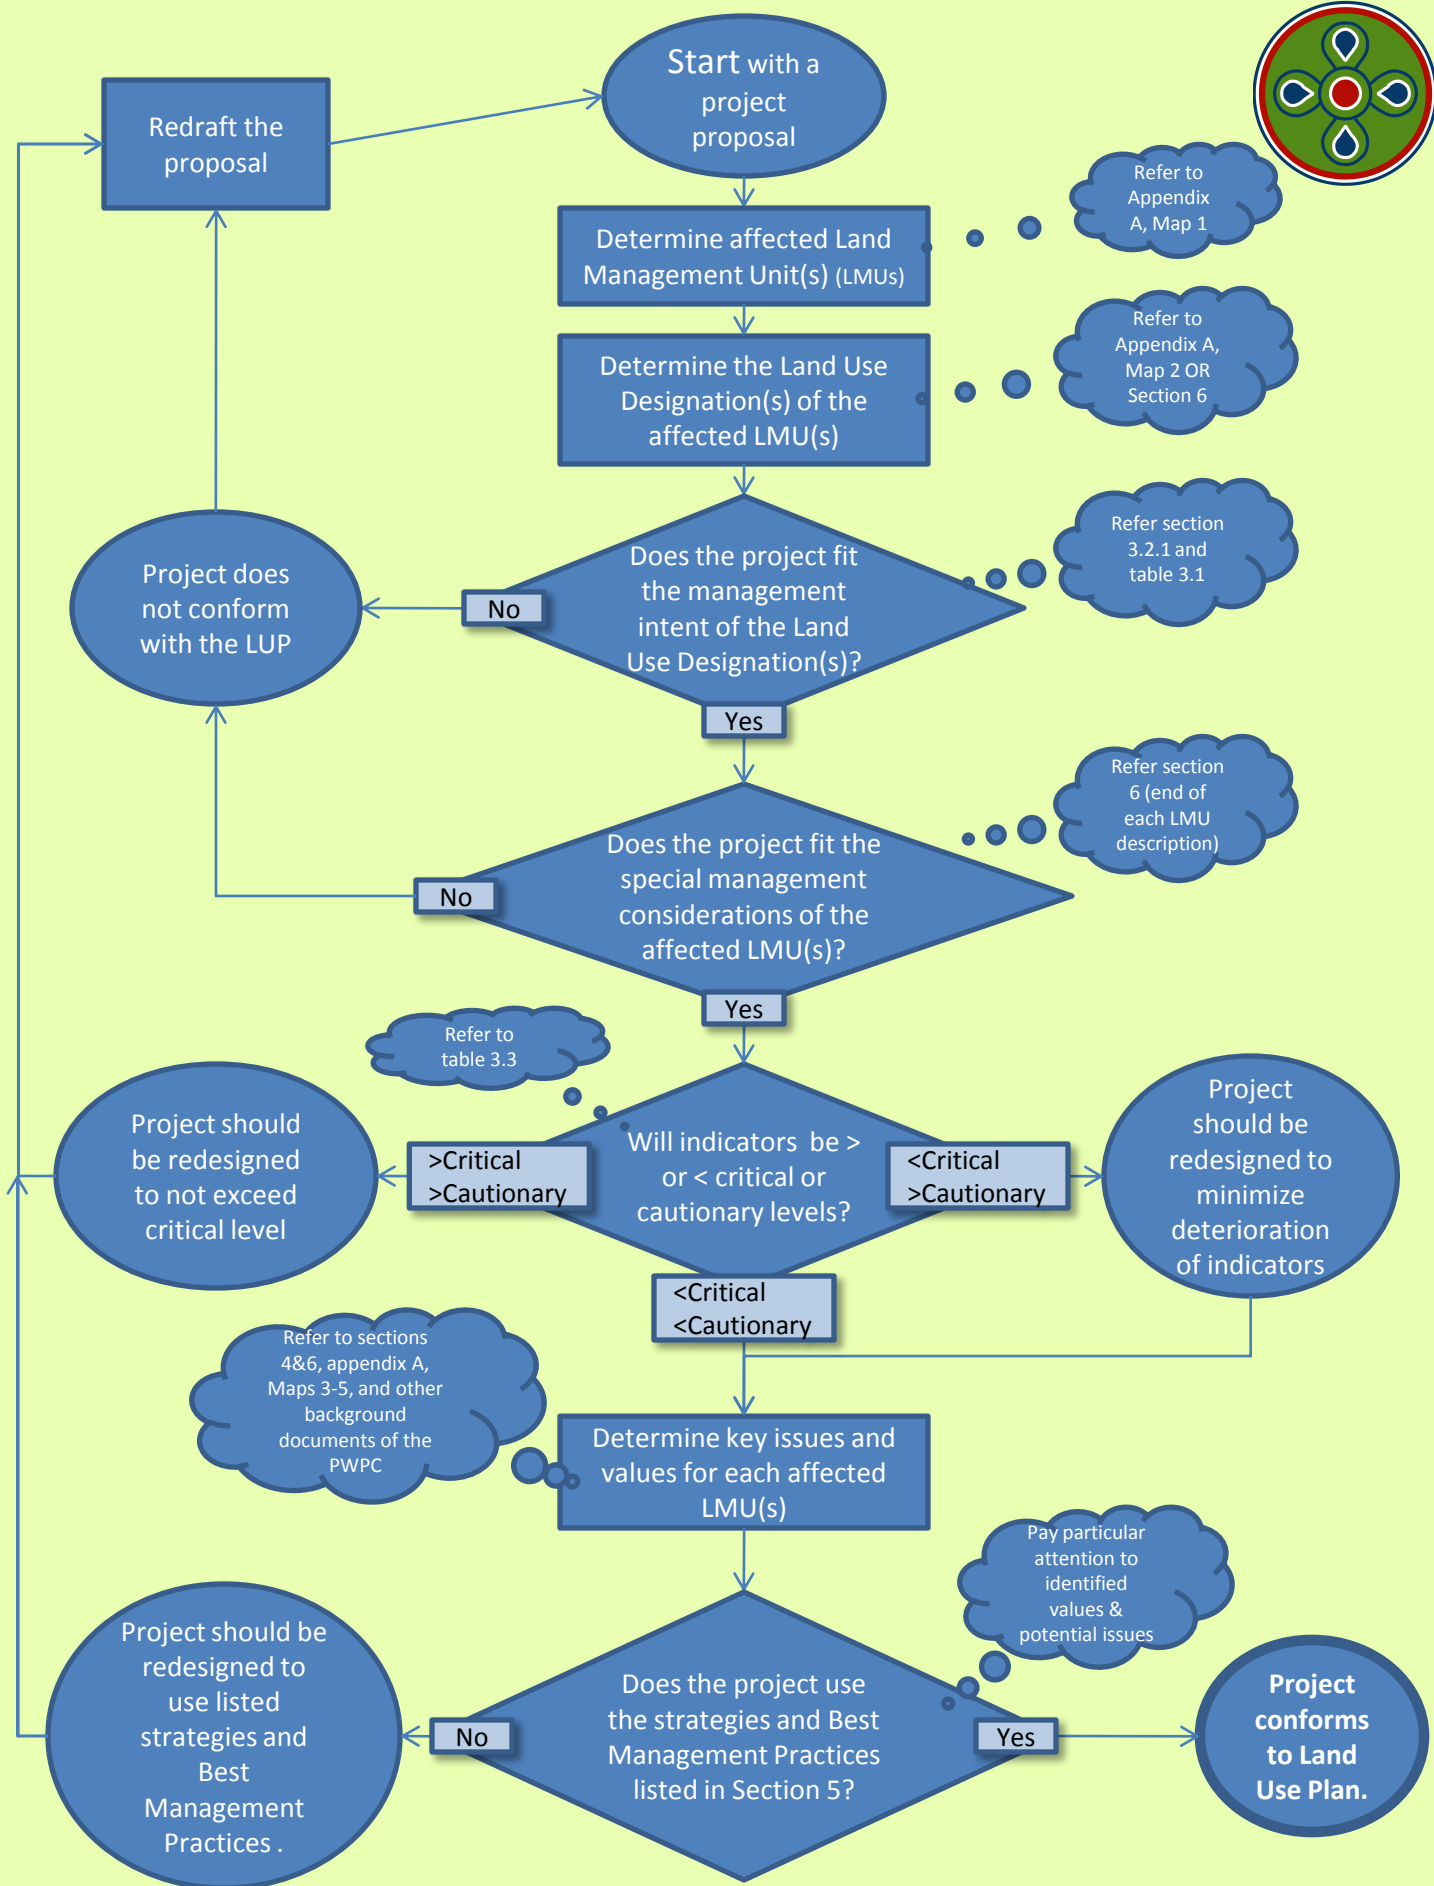 Start with a
project
proposal
Redraft the
proposal
Refer to
Appendix
A, Map 1
Determine affected Land
Management Unit(s) (LMUs)
Refer to
Appendix A,
Map 2 OR
Section 6
Determine the Land Use
Designation(s) of the
affected LMU(s)
Refer section
3.2.1 and
table 3.1
Does the project fit
the management
intent of the Land
Use Designation(s)?
No
Project does
not conform
with the LUP
Yes
Refer section
6 (end of
each LMU
description)
Does the project fit the
special management
considerations of the
affected LMU(s)?
No
Yes
Refer to
table 3.3
Will indicators be >
or < critical or
cautionary levels?
>Critical
>Cautionary
<Critical
>Cautionary
Project should
be redesigned
to not exceed
critical level
Project
should be
redesigned to
minimize
deterioration
of indicators
<Critical
<Cautionary
Refer to sections
4&6, appendix A,
Maps 3-5, and other
background
documents of the
PWPC
Determine key issues and
values for each affected
LMU(s)
Pay particular
attention to
identified
values &
potential issues
Does the project use
the strategies and Best
Management Practices
listed in Section 5?
No
Yes
Project should be
redesigned to
use listed
strategies and
Best
Management
Practices .
Project
conforms
to Land
Use Plan.